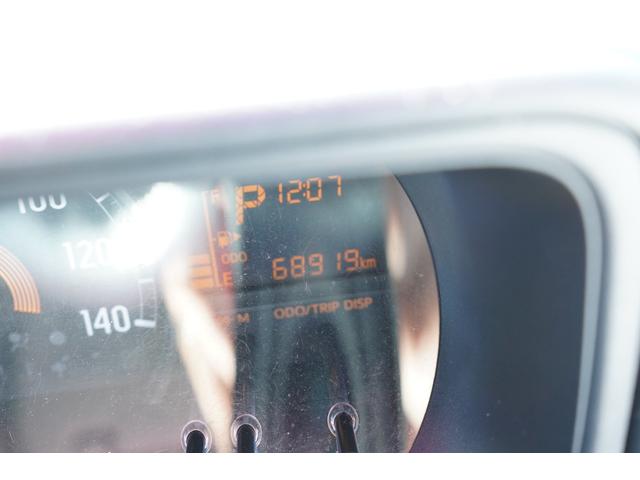 100
120
140
F
P
12:07
ODO
E
68919km
M
ODO/TRIP DISP